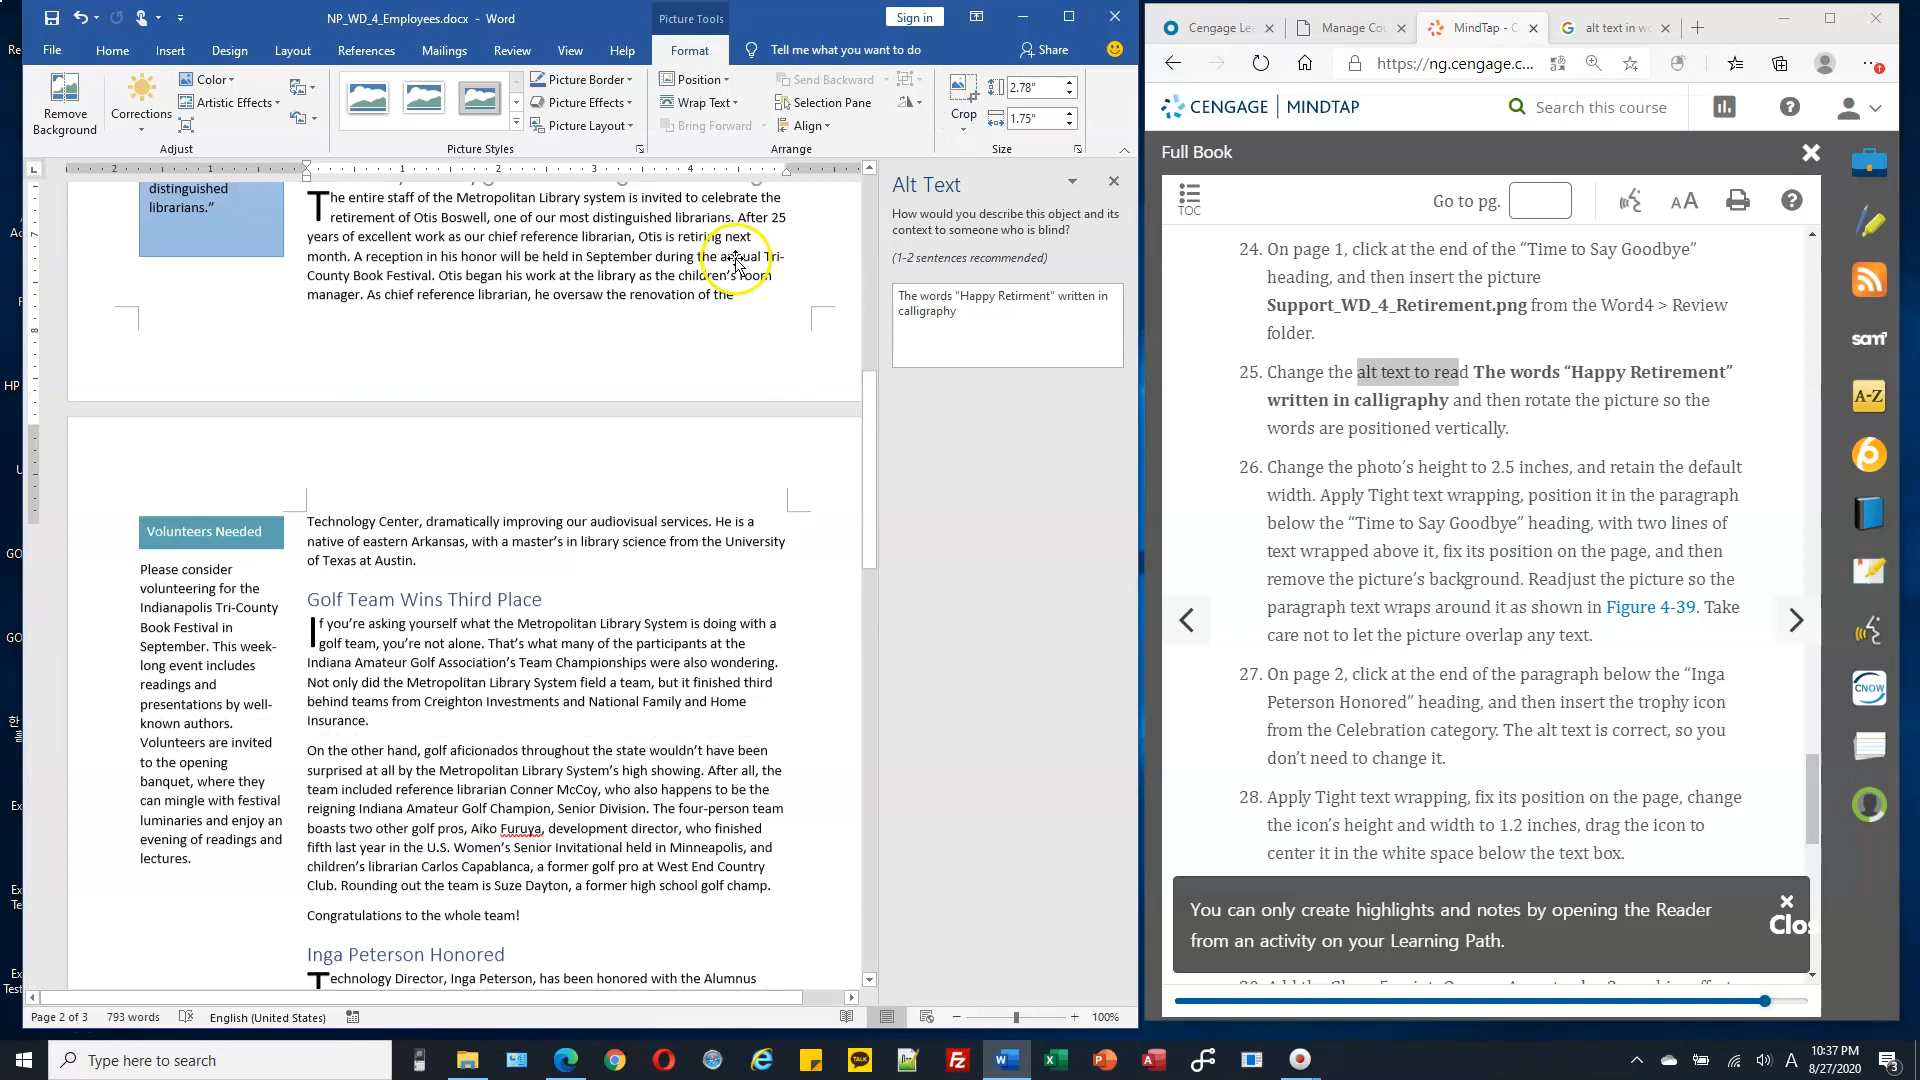 NP_WD_4_Employees.docx - Word
Picture Tools
Sign in
File
Home
Insert
Design
Layout
References
Mailings
Review
View
Help
Format
Tell me what you want to do
Share
Remove
Background
Corrections
Color
Artistic Effects
Adjust
Picture Styles
Picture Border
Picture Effects
Picture Layout
Position
Wrap Text
Bring Forward
Send Backward
Selection Pane
Align
Arrange
Crop
2.78"
1.75"
Size
distinguished
librarians.”
The entire staff of the Metropolitan Library system is invited to celebrate the
retirement of Otis Boswell, one of our most distinguished librarians. After 25
years of excellent work as our chief reference librarian, Otis is retiring next
month. A reception in his honor will be held in September during the annual Tri-
County Book Festival. Otis began his work at the library as the children's room
manager. As chief reference librarian, he oversaw the renovation of the
Volunteers Needed
Please consider
volunteering for the
Indianapolis Tri-County
Book Festival in
September. This week-
long event includes
readings and
presentations by well-
known authors.
Volunteers are invited
to the opening
banquet, where they
can mingle with festival
luminaries and enjoy an
evening of readings and
lectures.
Technology Center, dramatically improving our audiovisual services. He is a
native of eastern Arkansas, with a master’s in library science from the University
of Texas at Austin.
Golf Team Wins Third Place
If you’re asking yourself what the Metropolitan Library System is doing with a
golf team, you’re not alone. That’s what many of the participants at the
Indiana Amateur Golf Association’s Team Championships were also wondering.
Not only did the Metropolitan Library System field a team, but it finished third
behind teams from Creighton Investments and National Family and Home
Insurance.
On the other hand, golf aficionados throughout the state wouldn’t have been
surprised at all by the Metropolitan Library System’s high showing. After all, the
team included reference librarian Conner McCoy, who also happens to be the
reigning Indiana Amateur Golf Champion, Senior Division. The four-person team
boasts two other golf pros, Aiko Furuya, development director, who finished
fifth last year in the U.S. Women’s Senior Invitational held in Minneapolis, and
children’s librarian Carlos Capablanca, a former golf pro at West End Country
Club. Rounding out the team is Suze Dayton, a former high school golf champ.
Congratulations to the whole team!
Inga Peterson Honored
Technology Director, Inga Peterson, has been honored with the Alumnus
Alt Text
How would you describe this object and its
context to someone who is blind?
(1-2 sentences recommended)
The words "Happy Retirment" written in
calligraphy
Page 2 of 3
793 words
English (United States)
100%
Cengage Le
Manage Co
MindTap - C
alt text in w
https://ng.cengage.c...
CENGAGE | MINDTAP
Search this course
Full Book
TOC
Go to pg.
AA
24. On page 1, click at the end of the “Time to Say Goodbye”
heading, and then insert the picture
Support_WD_4_Retirement.png from the Word4 > Review
folder.
25. Change the alt text to read The words “Happy Retirement”
written in calligraphy and then rotate the picture so the
words are positioned vertically.
26. Change the photo’s height to 2.5 inches, and retain the default
width. Apply Tight text wrapping, position it in the paragraph
below the “Time to Say Goodbye” heading, with two lines of
text wrapped above it, fix its position on the page, and then
remove the picture’s background. Readjust the picture so the
paragraph text wraps around it as shown in Figure 4-39. Take
care not to let the picture overlap any text.
27. On page 2, click at the end of the paragraph below the “Inga
Peterson Honored” heading, and then insert the trophy icon
from the Celebration category. The alt text is correct, so you
don’t need to change it.
28. Apply Tight text wrapping, fix its position on the page, change
the icon’s height and width to 1.2 inches, drag the icon to
center it in the white space below the text box.
You can only create highlights and notes by opening the Reader
from an activity on your Learning Path.
Clos
sam
A-Z
CNOW
Type here to search
10:37 PM
8/27/2020